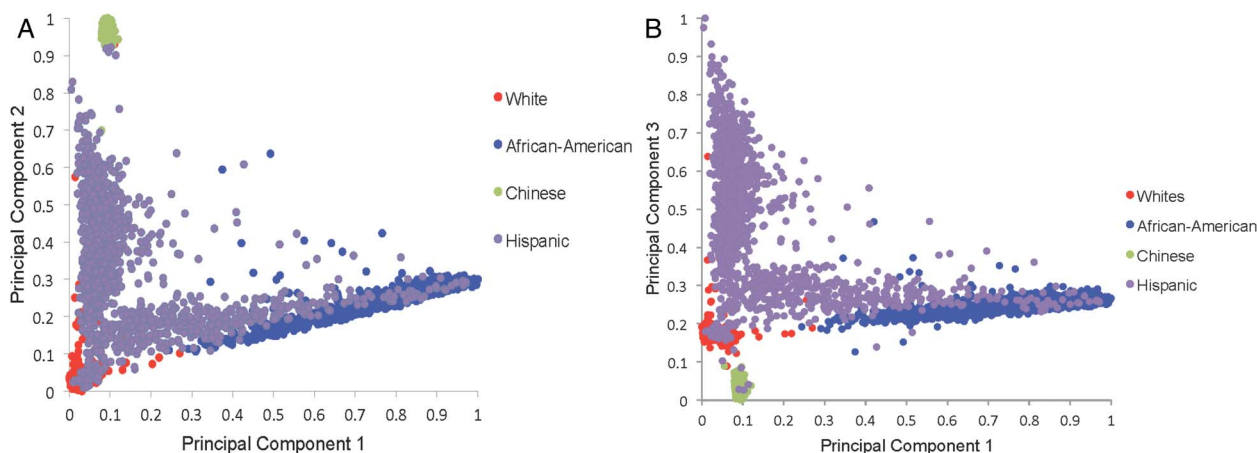 A
1
0.9
0.8
0.7
0.6
0.5
0.4
0.3
0.2
0.1
0
Principal Component 2
0 0.1 0.2 0.3 0.4 0.5 0.6 0.7 0.8 0.9 1
Principal Component 1
White
African-American
Chinese
Hispanic
B
1
0.9
0.8
0.7
0.6
0.5
0.4
0.3
0.2
0.1
0
Principal Component 3
0 0.1 0.2 0.3 0.4 0.5 0.6 0.7 0.8 0.9 1
Principal Component 1
Whites
African-American
Chinese
Hispanic